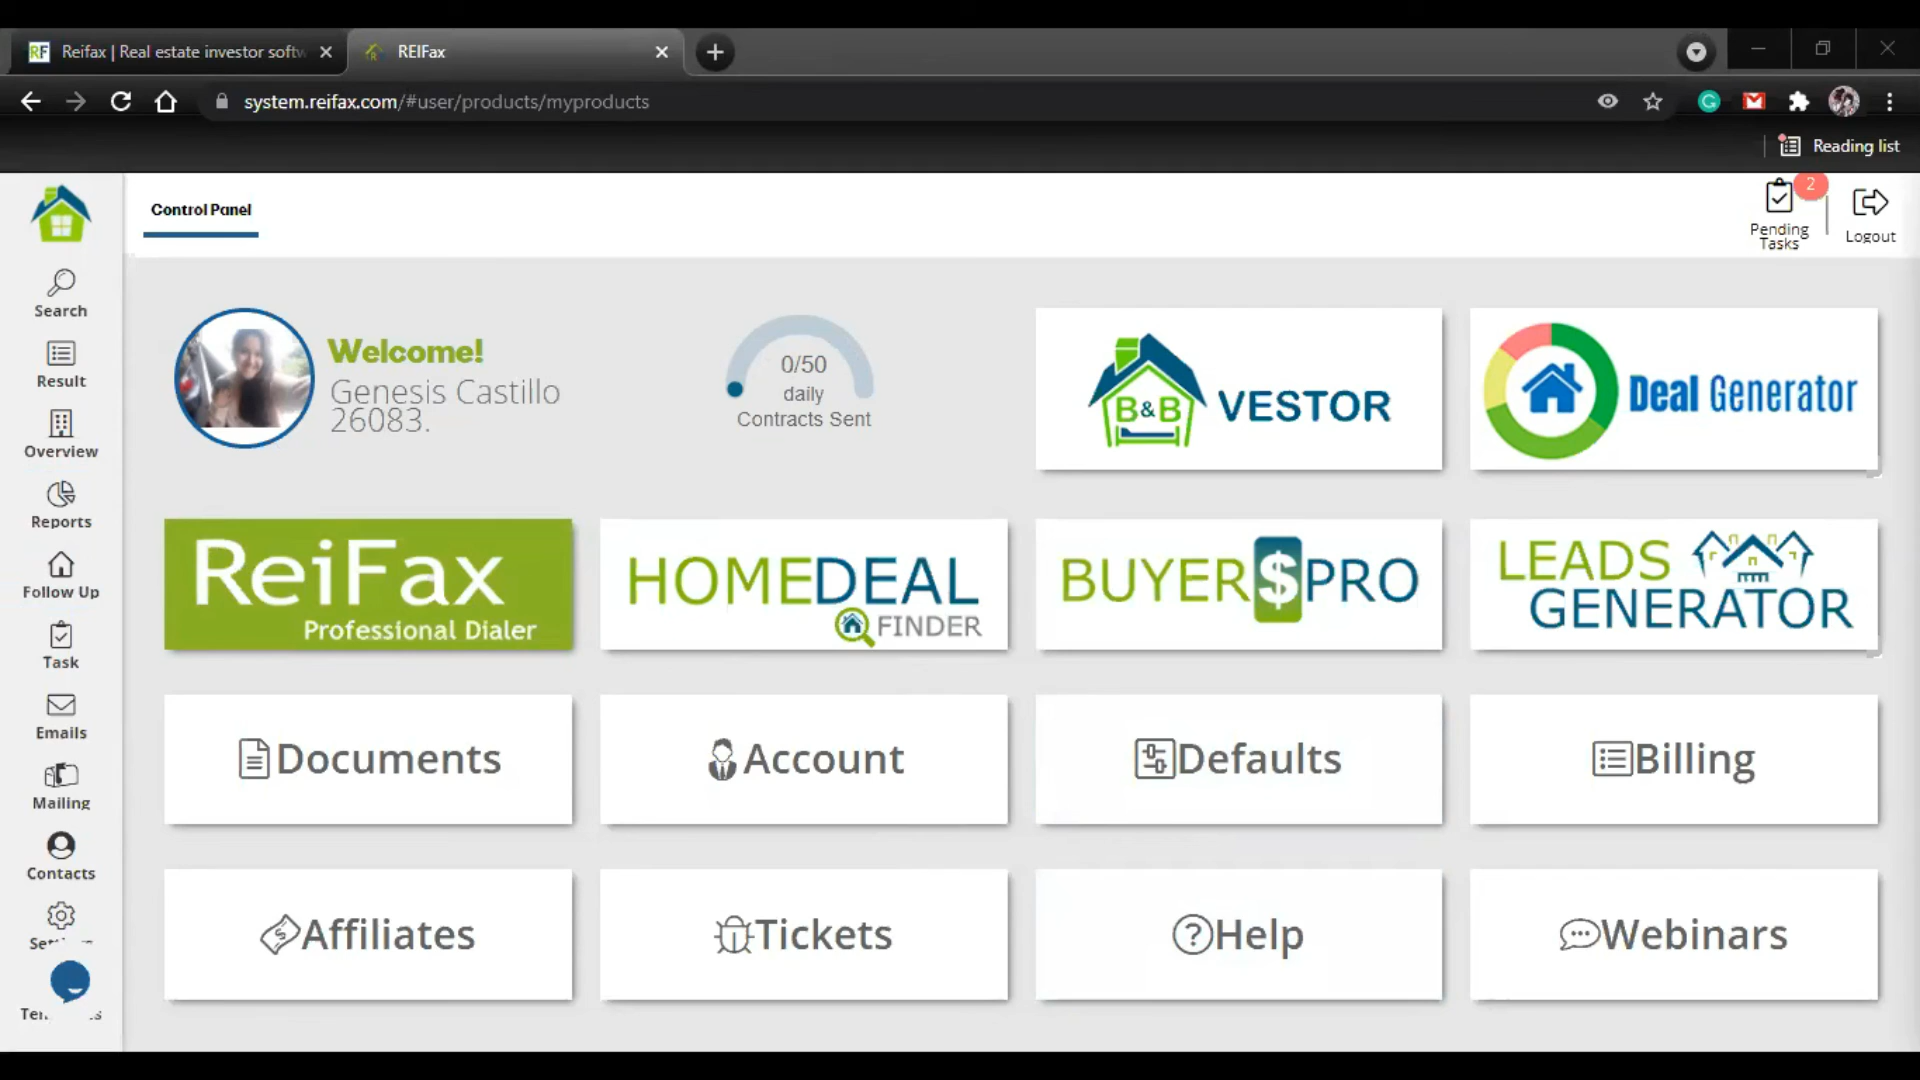 RF Reifax | Real estate investor softw
REIFax
system.reifax.com/#user/products/myproducts
Reading list
Control Panel
2
Pending
Tasks
Logout
Search
Result
Overview
Reports
Follow Up
Task
Emails
Mailing
Contacts
Welcome!
Genesis Castillo
26083.
0/50
daily
Contracts Sent
B&B VESTOR
Deal Generator
ReiFax
Professional Dialer
HOMEDEAL
FINDER
BUYER$PRO
LEADS
GENERATOR
Documents
Account
Defaults
Billing
Affiliates
Tickets
Help
Webinars